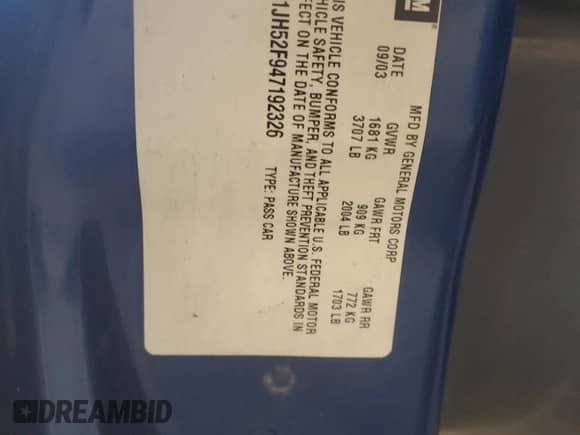 GM ®
DATE
09/03
MFD BY GENERAL MOTORS CORP
GVWR GAWR FRT GAWR RR
1681 KG 909 KG 772 KG
3707 LB 2004 LB 1703 LB
IS VEHICLE CONFORMS TO ALL APPLICABLE U.S. FEDERAL MOTOR
HICLE SAFETY, BUMPER, AND THEFT PREVENTION STANDARDS IN
FECT ON THE DATE OF MANUFACTURE SHOWN ABOVE.
1JH52F947192326 TYPE: PASS CAR
DREAMBID